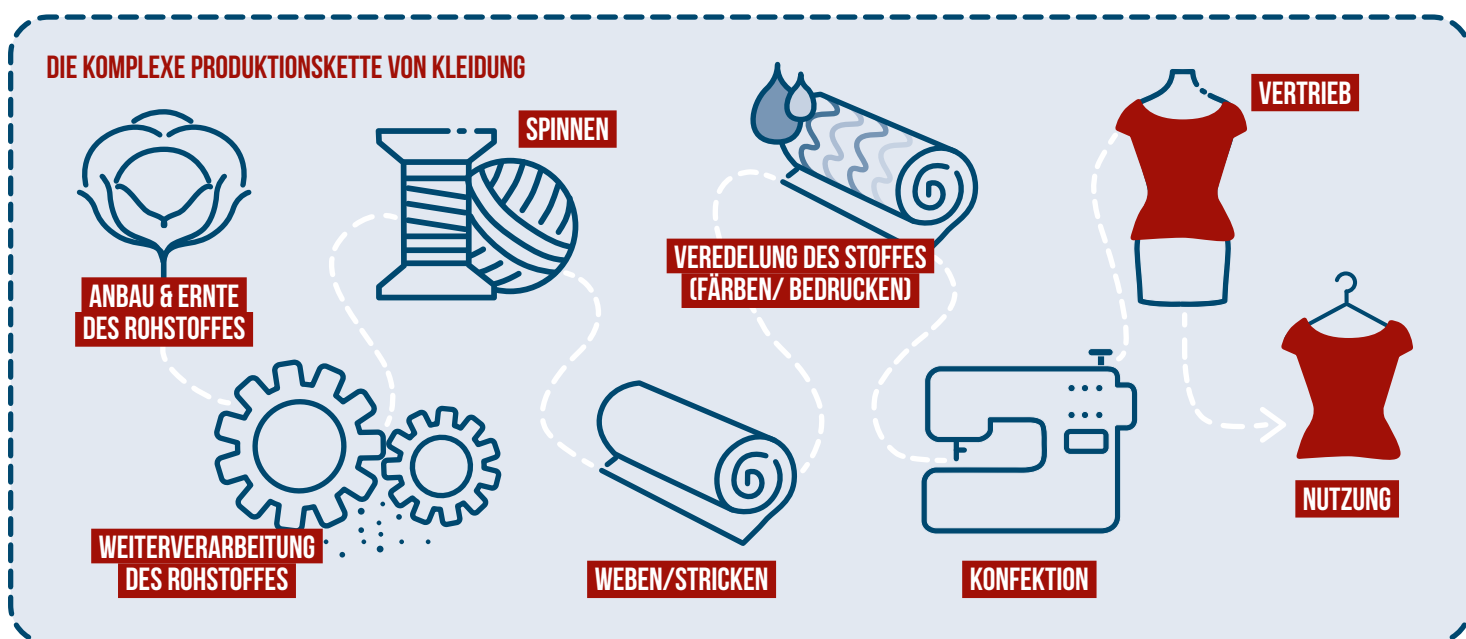 DIE KOMPLEXE PRODUKTIONSKETTE VON KLEIDUNG
ANBAU & ERNTE
DES ROHSTOFFES
WEITERVERARBEITUNG
DES ROHSTOFFES
SPINNEN
WEBEN/STRICKEN
VEREDELUNG DES STOFFES
(FÄRBEN/ BEDRUCKEN)
KONFEKTION
VERTRIEB
NUTZUNG